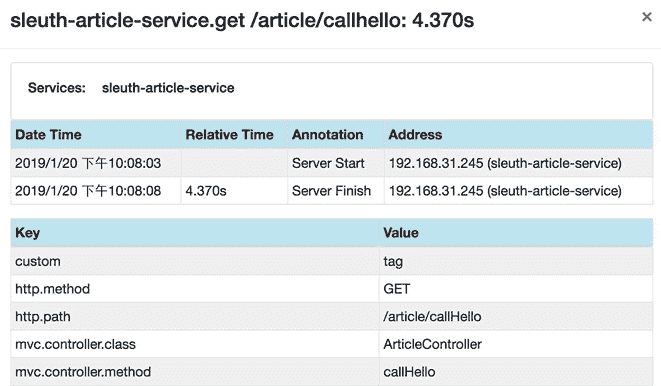 sleuth-article-service.get /article/callhello: 4.370s ×
Services: sleuth-article-service
Date Time Relative Time Annotation Address
2019/1/20 下午10:08:03 Server Start 192.168.31.245 (sleuth-article-service)
2019/1/20 下午10:08:08 4.370s Server Finish 192.168.31.245 (sleuth-article-service)
Key Value
custom tag
http.method GET
http.path /article/callHello
mvc.controller.class ArticleController
mvc.controller.method callHello